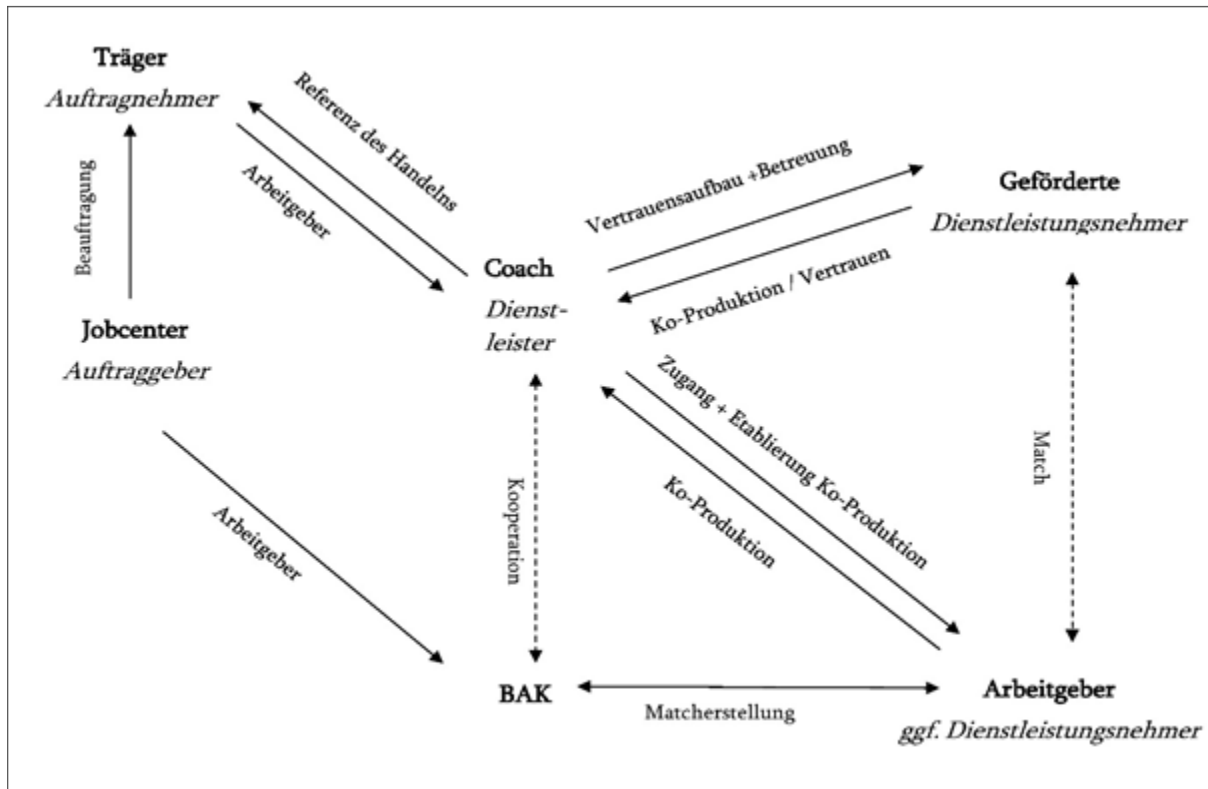 Träger
Auftragnehmer
Referenz des Handelns
Arbeitgeber
Beauftragung
Vertrauensaufbau +Betreuung
Geförderte
Dienstleistungsnehmer
Ko-Produktion / Vertrauen
Coach
Dienst-
leister
Jobcenter
Auftraggeber
Zugang + Etablierung Ko-Produktion
Ko-Produktion
Kooperation
Match
Arbeitgeber
BAK
Matcherstellung
Arbeitgeber
ggf. Dienstleistungsnehmer